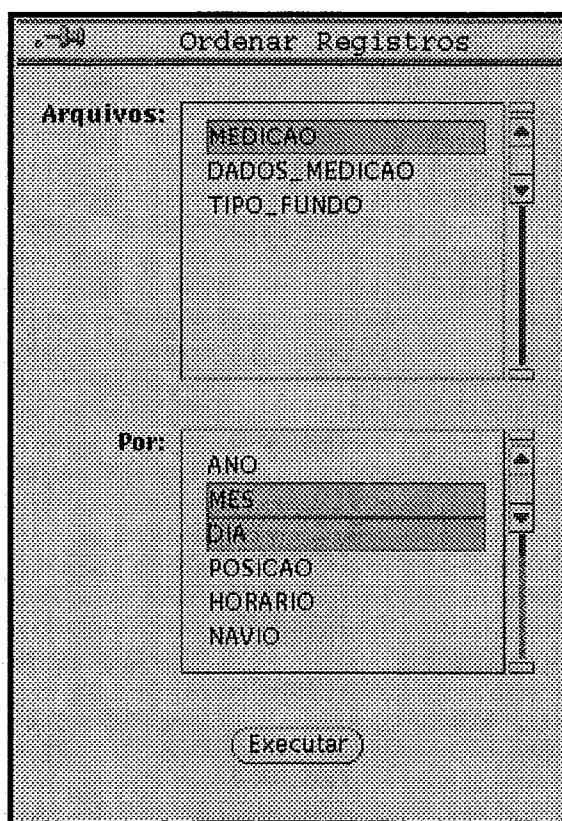 Ordenar Registros
Arquivos:
MEDICAO
DADOS_MEDICAO
TIPO_FUNDO
Por:
ANO
MES
DIA
POSICAO
HORARIO
NAVIO
Executar